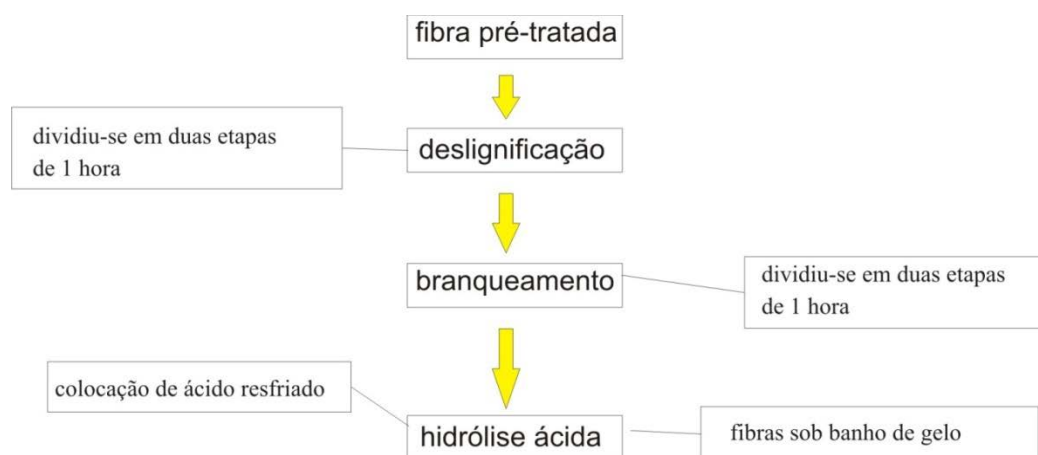 fibra pré-tratada
dividiu-se em duas etapas
de 1 hora
deslignificação
branqueamento
dividiu-se em duas etapas
de 1 hora
colocação de ácido resfriado
hidrólise ácida
fibras sob banho de gelo